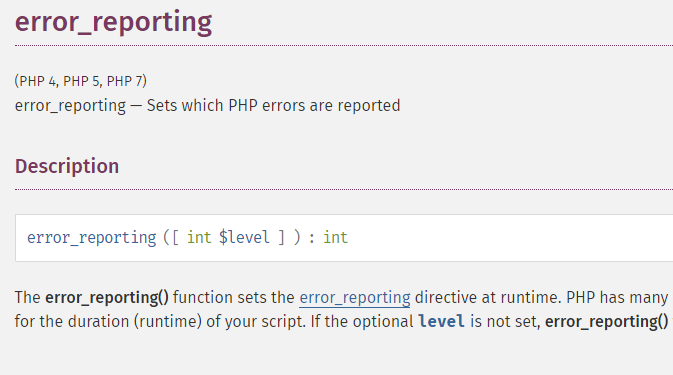 error_reporting
(PHP 4, PHP 5, PHP 7)
error_reporting — Sets which PHP errors are reported
Description
error_reporting ([ int $level ] ) : int
The error_reporting() function sets the error_reporting directive at runtime. PHP has many
for the duration (runtime) of your script. If the optional level is not set, error_reporting()